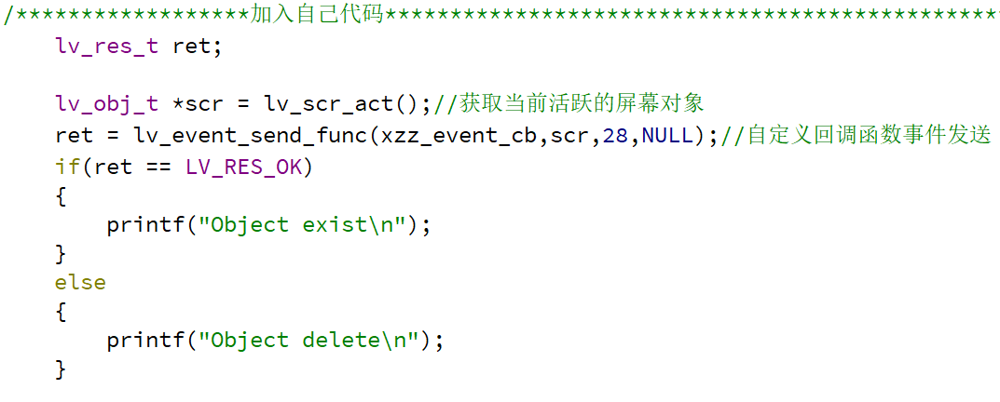 /******************加入自己代码************************************************
lv_res_t ret;
lv_obj_t *scr = lv_scr_act();//获取当前活跃的屏幕对象
ret = lv_event_send_func(xzz_event_cb,scr,28,NULL);//自定义回调函数事件发送
if(ret == LV_RES_OK)
{
printf("Object exist\n");
}
else
{
printf("Object delete\n");
}